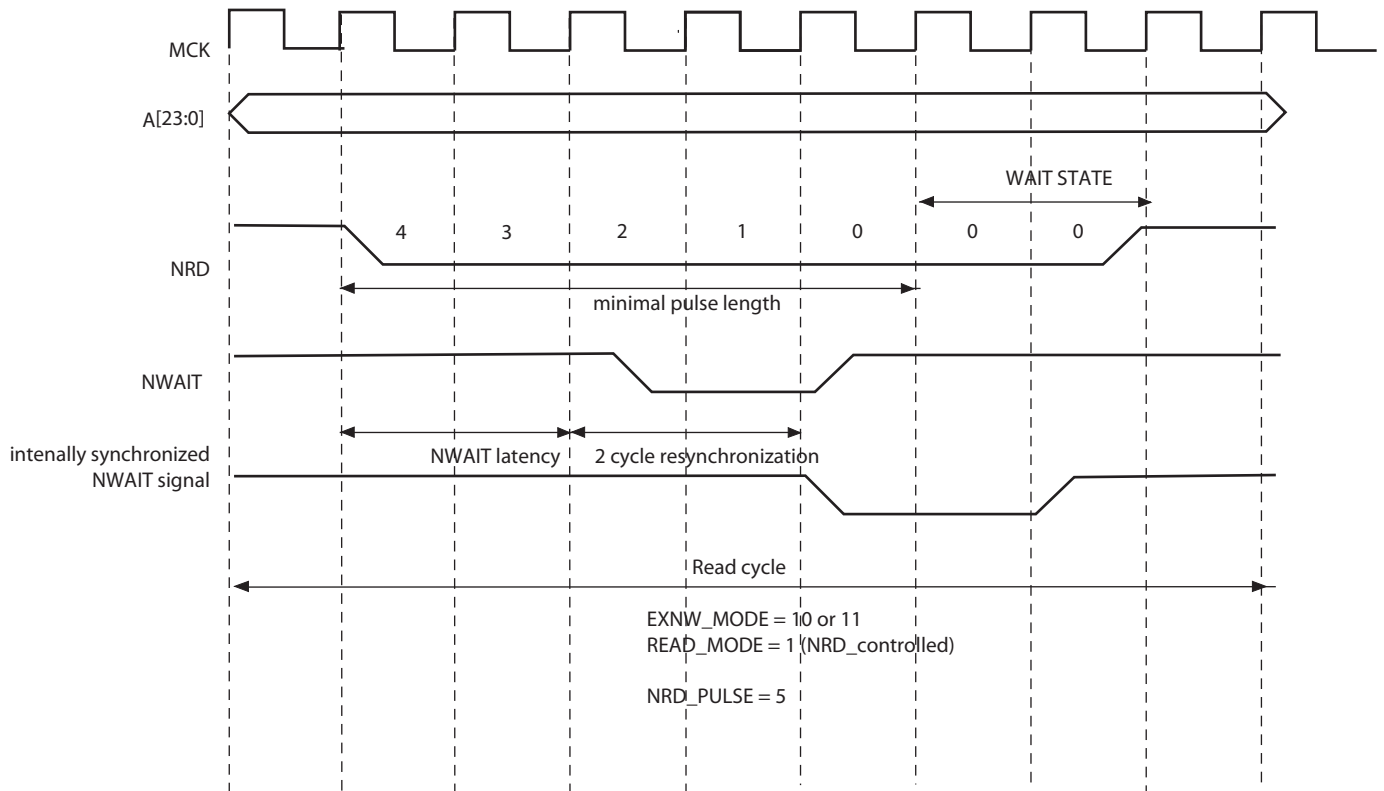 MCK
A[23:0]
WAIT STATE
4 3 2 1 0 0 0
NRD
minimal pulse length
NWAIT
intenally synchronized
NWAIT signal
NWAIT latency
2 cycle resynchronization
Read cycle
EXNW_MODE = 10 or 11
READ_MODE = 1 (NRD_controlled)
NRD_PULSE = 5